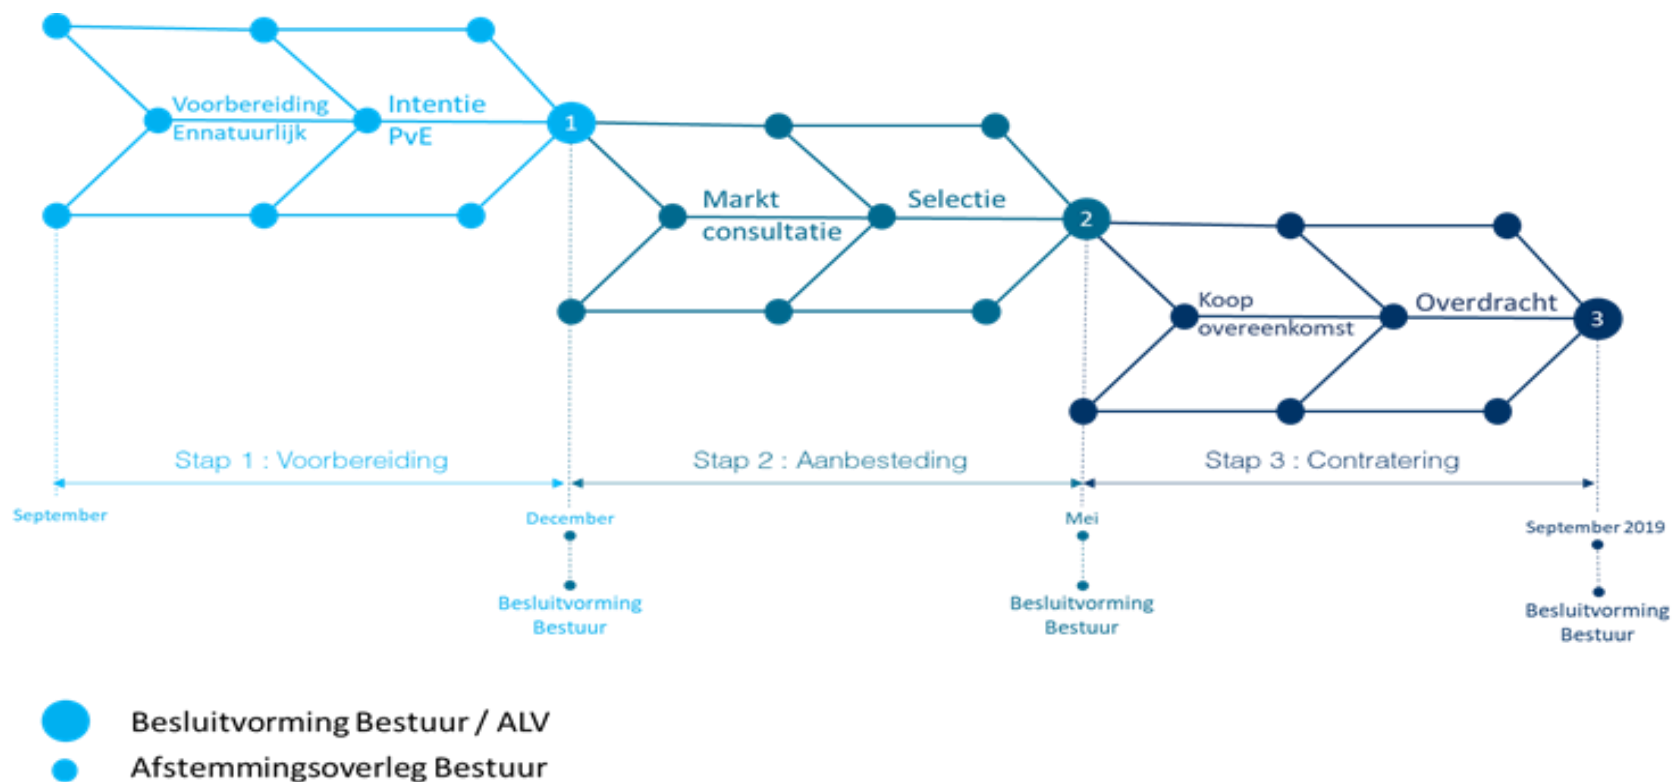 Voorbereiding
Ennatuurlijk
Intentie
PvE
1
Markt
consultatie
Selectie
2
Koop
overeenkomst
Overdracht
3
Stap 1 : Voorbereiding
Stap 2 : Aanbesteding
Stap 3 : Contratering
September
December
Mei
September 2019
Besluitvorming
Bestuur
Besluitvorming
Bestuur
Besluitvorming
Bestuur
Besluitvorming Bestuur / ALV
Afstemmingsoverleg Bestuur